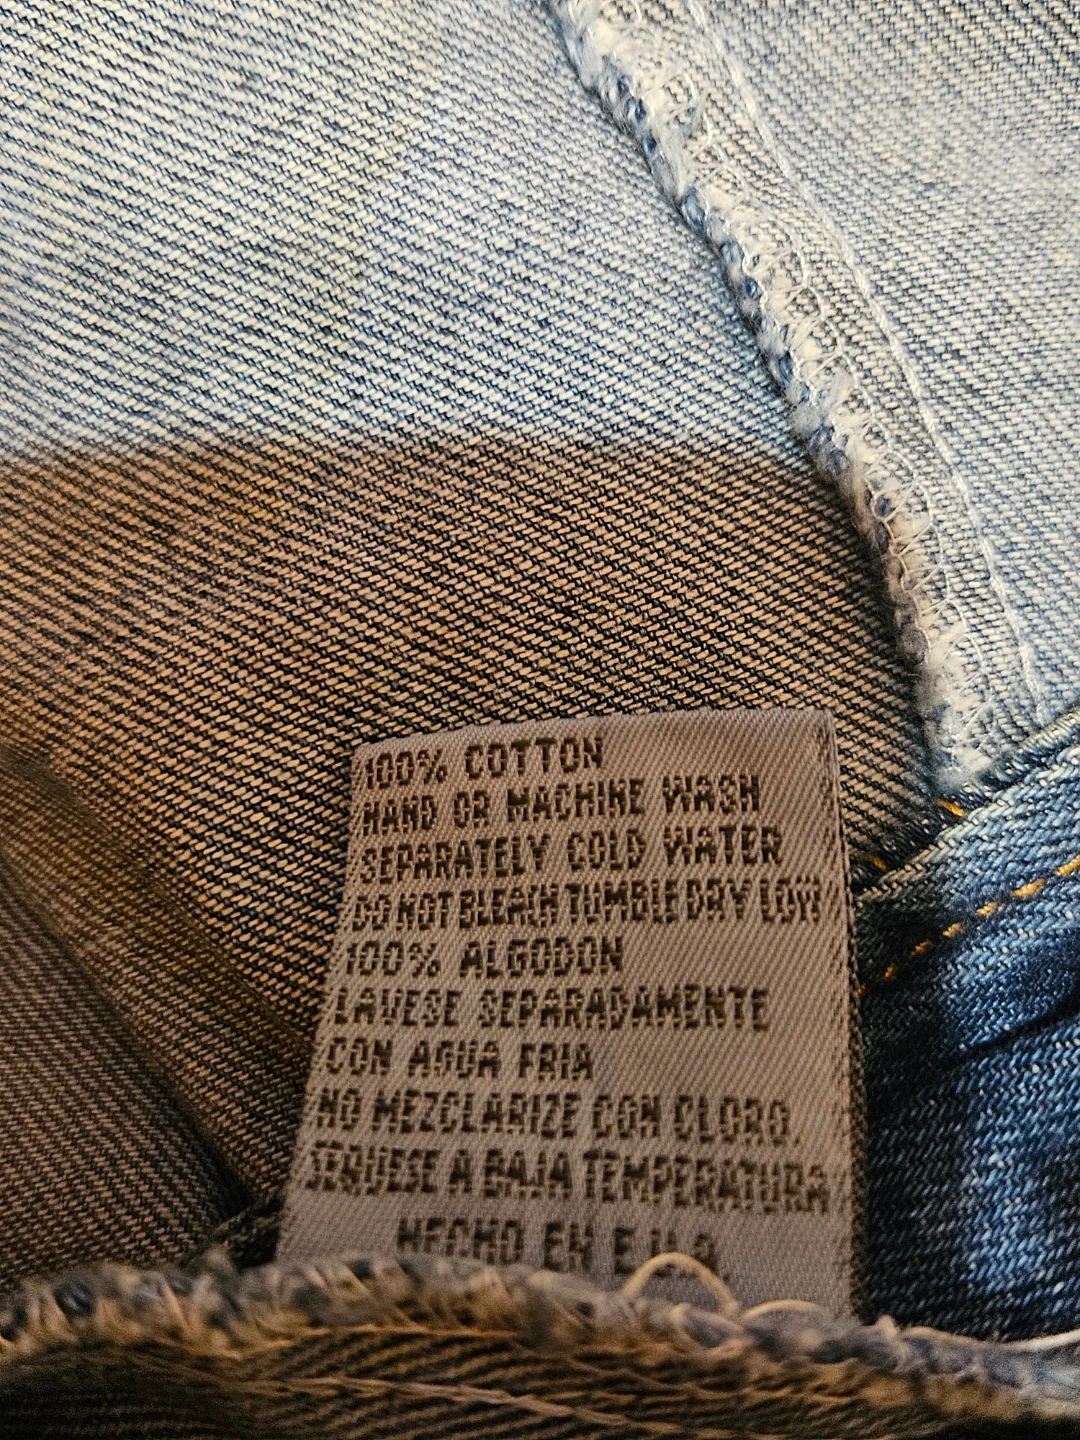 100% COTTON
HAND OR MACHINE WASH
SEPARATELY COLD WATER
DO NOT BLEACH TUMBLE DRY LOW
100% ALGODON
LAVESE SEPARADAMENTE
CON AGUA FRIA
NO MEZCLARIZE CON CLORO.
SEQUESE A BAJA TEMPERATURA
HECHO EN E.U.A